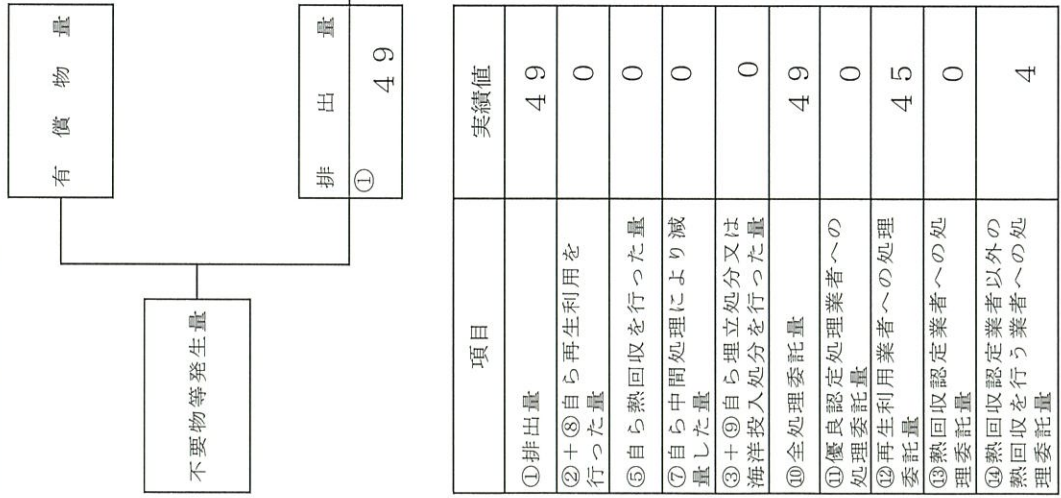 有償物量
不要物等発生量
排出量
①
49
項目 実績値
①排出量 49
②+⑧自ら再生利用を
行った量 0
⑤自ら熱回収を行った量 0
⑦自ら中間処理により減
量した量 0
③+⑨自ら埋立処分又は
海洋投入処分を行った量 0
⑩全処理委託量 49
⑪優良認定処理業者への
処理委託量 0
⑫再生利用業者への処理
委託量 45
⑬熱回収認定業者への処
理委託量 0
⑭熱回収認定業者以外の
熱回収を行う業者への処
理委託量 4